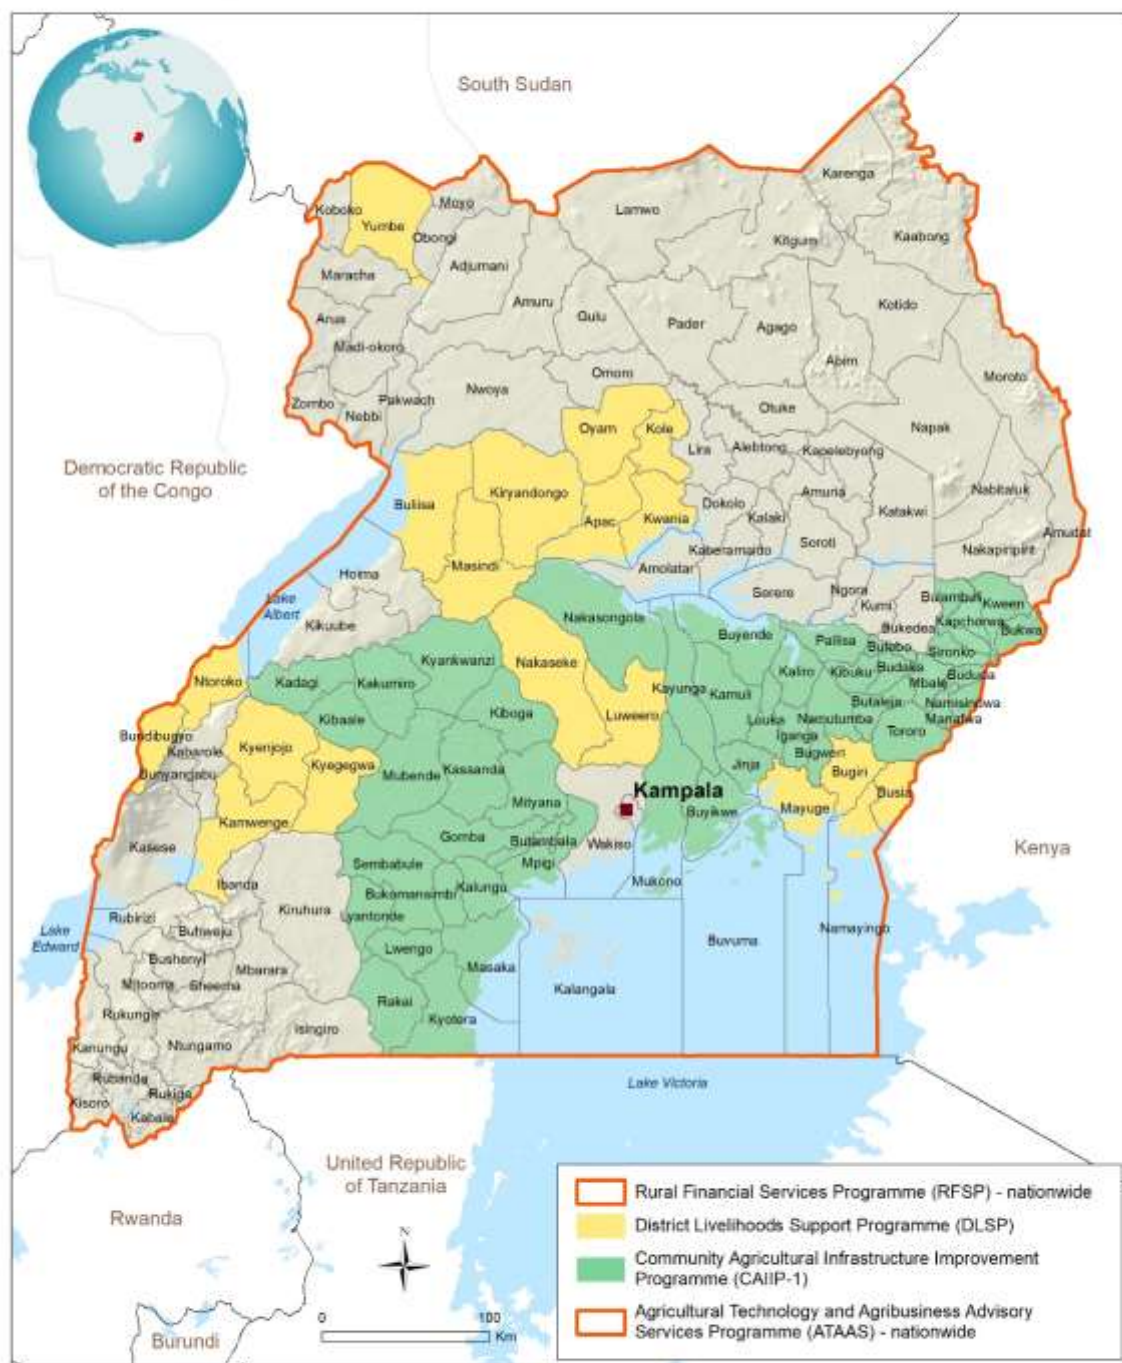 South Sudan
Karenga
Koboko
Moyo
Yumbe
Lamwo
Obongi
Kitgum
Kaabong
Maracha
Adjumani
Amuru
Kotido
Arua
Gulu
Pader
Agago
Madi-okoro
Abim
Omoro
Moroto
Zombo
Pakwach
Nwoya
Nebbi
Otuke
Napak
Oyam
Kole
Lira
Alebtong
Kapelebyong
Democratic Republic
of the Congo
Buliisa
Kiryandongo
Amuria
Nabitaluk
Dokolo
Kalaki
Katakwi
Apac
Kwania
Amudat
Soroti
Kaberamaido
Nakapiripirit
Masindi
Amolatar
Hoima
Lake
Albert
Serere
Ngora
Kumi
Bulambuli
Kween
Kikuube
Nakasongola
Bukedea
Kapchorwa
Bukwa
Buyende
Pallisa
Butebo
Sironko
Kyankwanzi
Nakaseke
Kaliro
Kibuku
Budaka
Mbale
Bududa
Ntoroko
Kadagi
Kakumiro
Kayunga
Kamuli
Butaleja
Namisindwa
Manafwa
Kibaale
Kiboga
Luweero
Luuka
Namutumba
Iganga
Tororo
Bundibugyo
Kabarole
Kyenjojo
Bugweri
Kyegegwa
Bunyangabu
Mubende
Kassanda
Jinja
Bugiri
Kampala
Busia
Mityana
Mayuge
Buyikwe
Kamwenge
Gomba
Butambala
Wakiso
Kasese
Sembabule
Mpigi
Kenya
Mukono
Ibanda
Bukomansimbi
Kalungu
Kiruhura
Lyantonde
Rubirizi
Lake
Edward
Buhweju
Namayingo
Buvuma
Lwengo
Bushenyi
Masaka
Mbarara
Mitooma
Sheema
Kalangala
Rakai
Rukungiri
Kyotera
Isingiro
Kanungu
Ntungamo
Rubanda
Rukiga
Kisoro
Kabale
Lake Victoria
United Republic
of Tanzania
Rwanda
Burundi
N
0
100
Km
Rural Financial Services Programme (RFSP) - nationwide
District Livelihoods Support Programme (DLSP)
Community Agricultural Infrastructure Improvement
Programme (CAIIP-1)
Agricultural Technology and Agribusiness Advisory
Services Programme (ATAAS) - nationwide